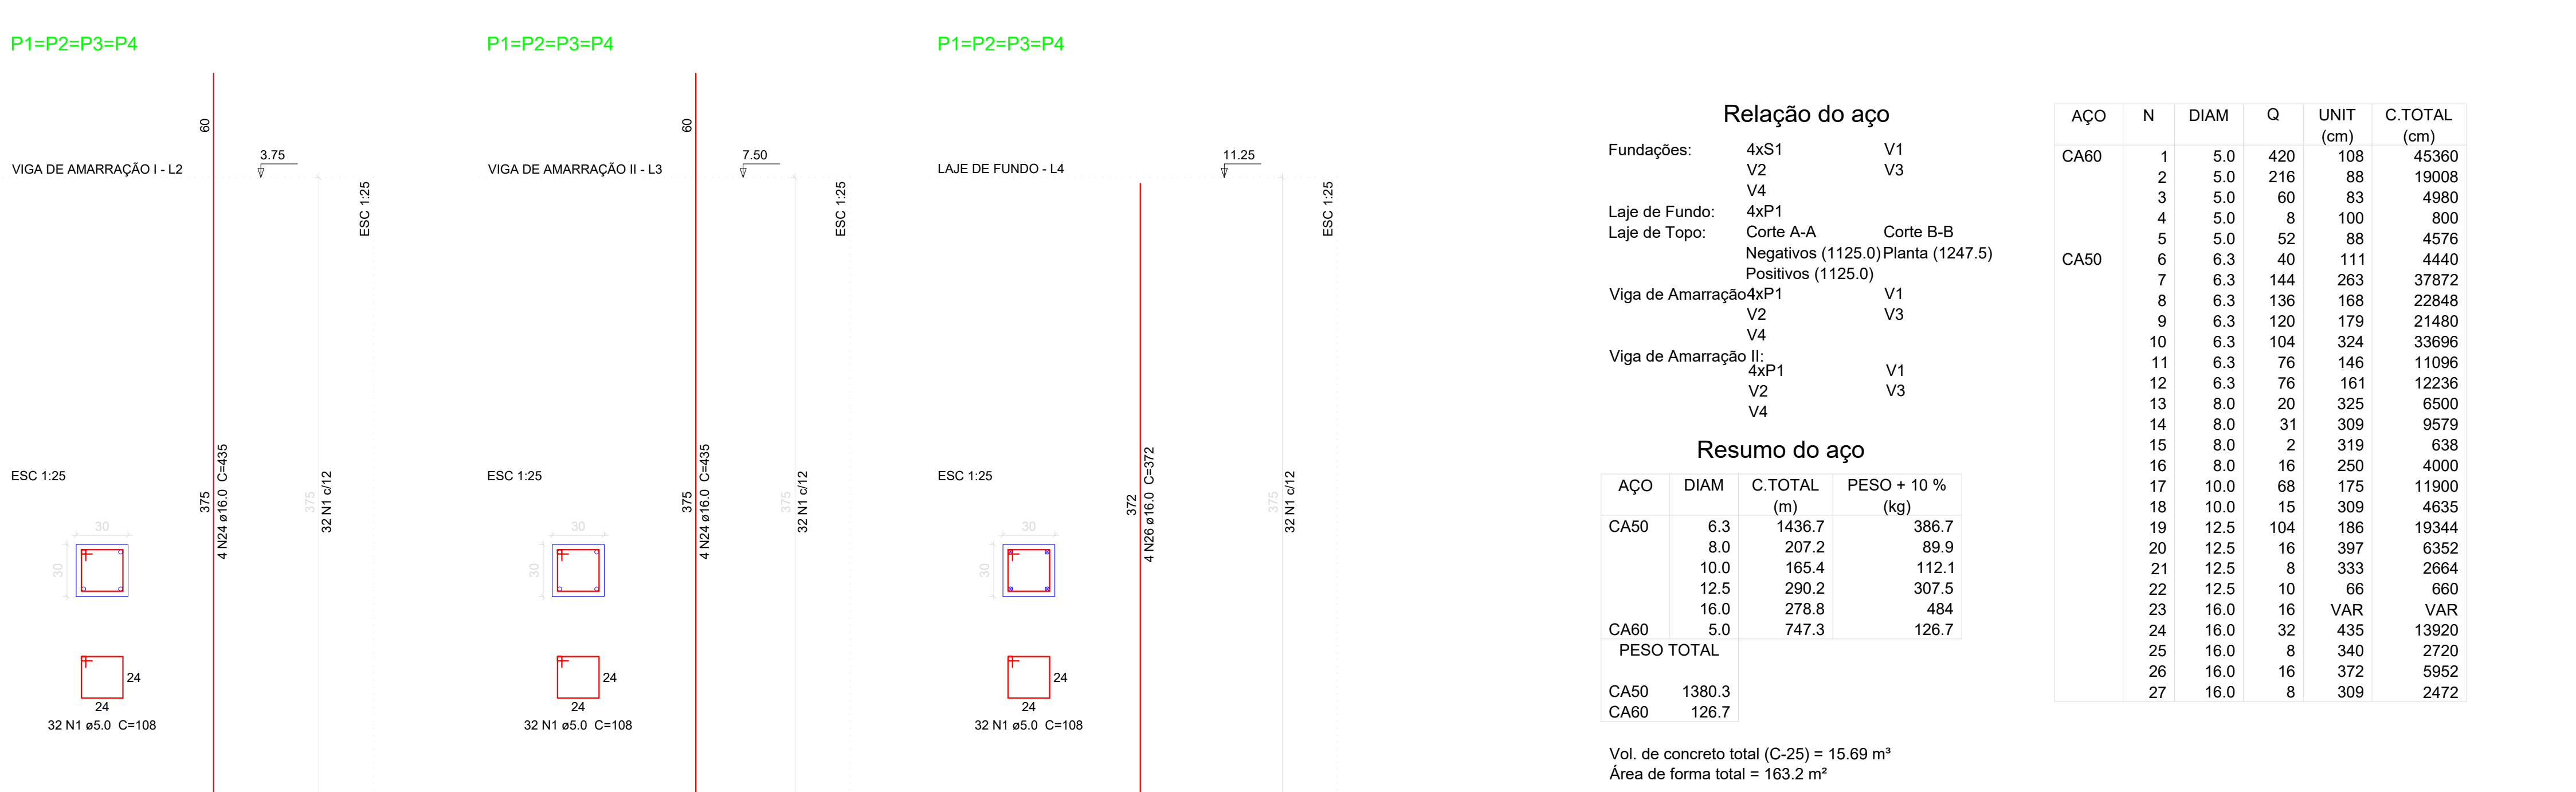 P1=P2=P3=P4
60
VIGA DE AMARRAÇÃO I - L2
3.75
ESC 1:25
ESC 1:25
375
4 N24 ø16.0 C=435
375
32 N1 c/12
30
30
24
24
32 N1 ø5.0 C=108
P1=P2=P3=P4
60
VIGA DE AMARRAÇÃO II - L3
7.50
ESC 1:25
ESC 1:25
375
4 N24 ø16.0 C=435
375
32 N1 c/12
30
30
24
24
32 N1 ø5.0 C=108
P1=P2=P3=P4
LAJE DE FUNDO - L4
11.25
ESC 1:25
ESC 1:25
372
4 N26 ø16.0 C=372
375
32 N1 c/12
30
30
24
24
32 N1 ø5.0 C=108
Relação do aço
Fundações: 4xS1 V1
V2 V3
V4
Laje de Fundo: 4xP1
Laje de Topo: Corte A-A Corte B-B
Negativos (1125.0) Planta (1247.5)
Positivos (1125.0)
Viga de Amarração I: 4xP1 V1
V2 V3
V4
Viga de Amarração II:
4xP1 V1
V2 V3
V4
Resumo do aço
AÇO DIAM C.TOTAL PESO + 10 %
(m) (kg)
CA50 6.3 1436.7 386.7
8.0 207.2 89.9
10.0 165.4 112.1
12.5 290.2 307.5
16.0 278.8 484
CA60 5.0 747.3 126.7
PESO TOTAL
CA50 1380.3
CA60 126.7
Vol. de concreto total (C-25) = 15.69 m³
Área de forma total = 163.2 m²
AÇO N DIAM Q UNIT C.TOTAL
(cm) (cm)
CA60 1 5.0 420 108 45360
2 5.0 216 88 19008
3 5.0 60 83 4980
4 5.0 8 100 800
5 5.0 52 88 4576
CA50 6 6.3 40 111 4440
7 6.3 144 263 37872
8 6.3 136 168 22848
9 6.3 120 179 21480
10 6.3 104 324 33696
11 6.3 76 146 11096
12 6.3 76 161 12236
13 8.0 20 325 6500
14 8.0 31 309 9579
15 8.0 2 319 638
16 8.0 16 250 4000
17 10.0 68 175 11900
18 10.0 15 309 4635
19 12.5 104 186 19344
20 12.5 16 397 6352
21 12.5 8 333 2664
22 12.5 10 66 660
23 16.0 16 VAR VAR
24 16.0 32 435 13920
25 16.0 8 340 2720
26 16.0 16 372 5952
27 16.0 8 309 2472